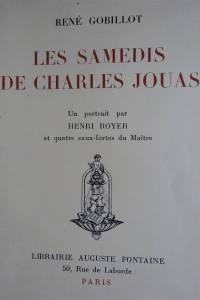 RENÉ GOBILLOT
LES SAMEDIS
DE CHARLES JOUAS
Un portrait par
HENRI ROYER
et quatre eaux-fortes du Maître
LIBRAIRIE AUGUSTE FONTAINE
50, Rue de Laborde
PARIS